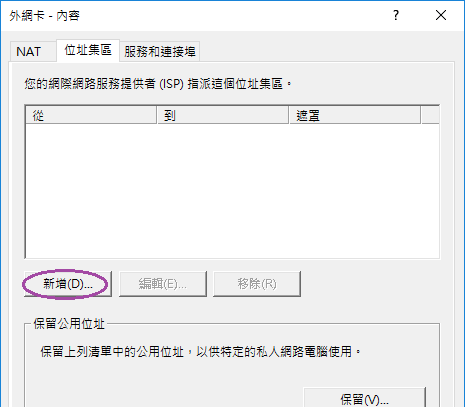 外網卡 - 內容
NAT 位址集區 服務和連接埠
您的網際網路服務提供者 (ISP) 指派這個位址集區。
從 到 遮罩
新增(D)... 編輯(E)... 移除(R)
保留公用位址
保留上列清單中的公用位址，以供特定的私人網路電腦使用。
保留(V)...